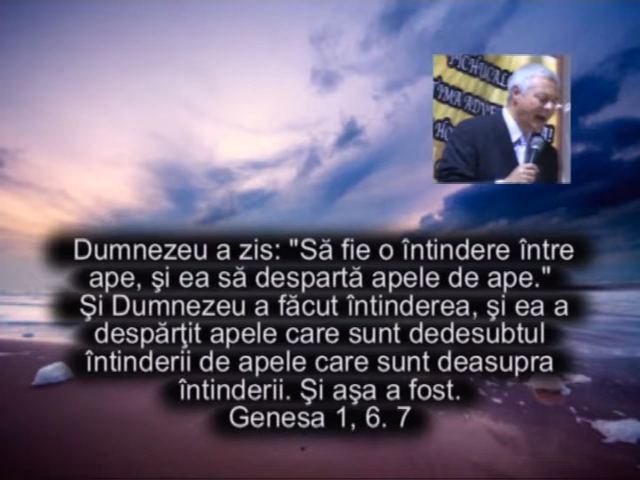 PICHUCAL
Dumnezeu a zis: "Să fie o întindere între
ape, şi ea să despartă apele de ape."
Şi Dumnezeu a făcut întinderea, şi ea a
despărţit apele care sunt dedesubtul
întinderii de apele care sunt deasupra
întinderii. Şi aşa a fost.
Genesa 1, 6. 7